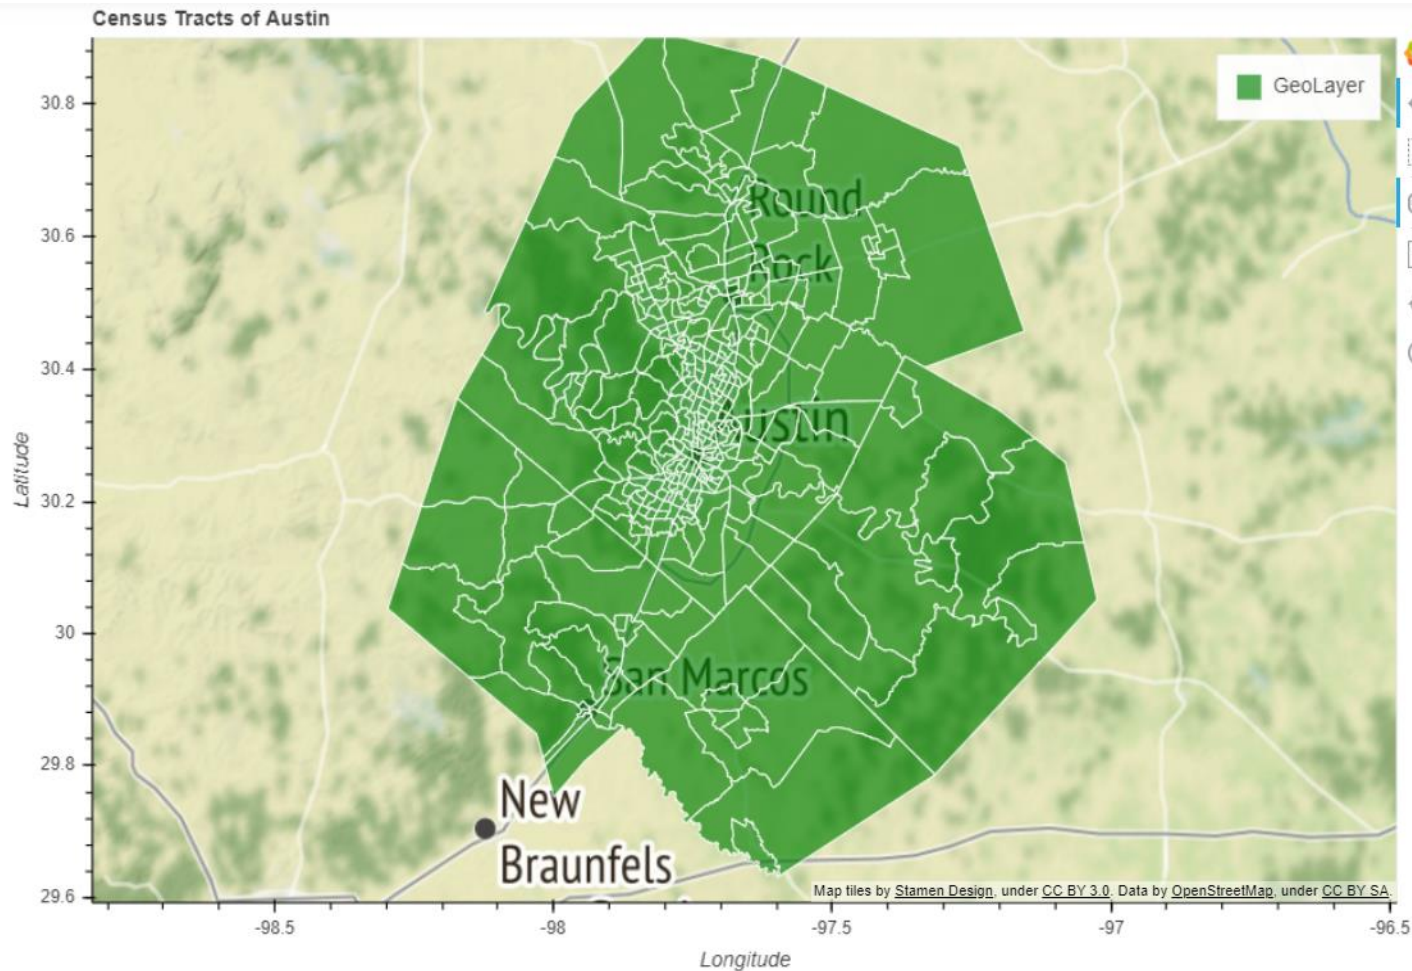 Census Tracts of Austin
GeoLayer
30.8
30.6
30.4
30.2
30
29.8
29.6
Latitude
Round
Rock
Austin
San Marcos
New
Braunfels
Map tiles by Stamen Design, under CC BY 3.0. Data by OpenStreetMap, under CC BY SA.
-98.5
-98
-97.5
-97
-96.5
Longitude